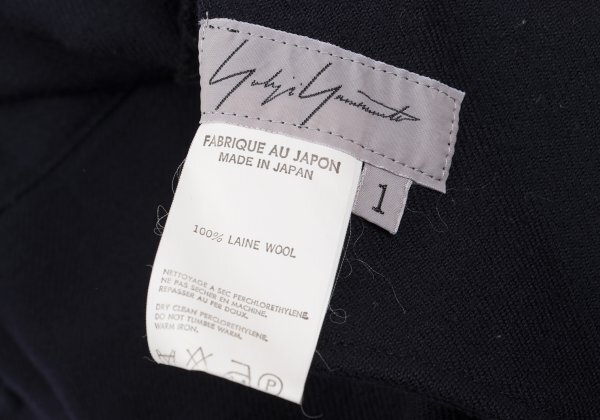 Yohji Yamamoto
1
FABRIQUE AU JAPON
MADE IN JAPAN
100% LAINE WOOL
NETTOYAGE A SEC PERCHLORETHYLENE.
NE PAS SECHER EN MACHINE.
REPASSER AU FER DOUX.
DRY CLEAN PERCLORETHYLENE.
DO NOT TUMBLE WARM.
WARM IRON.
P